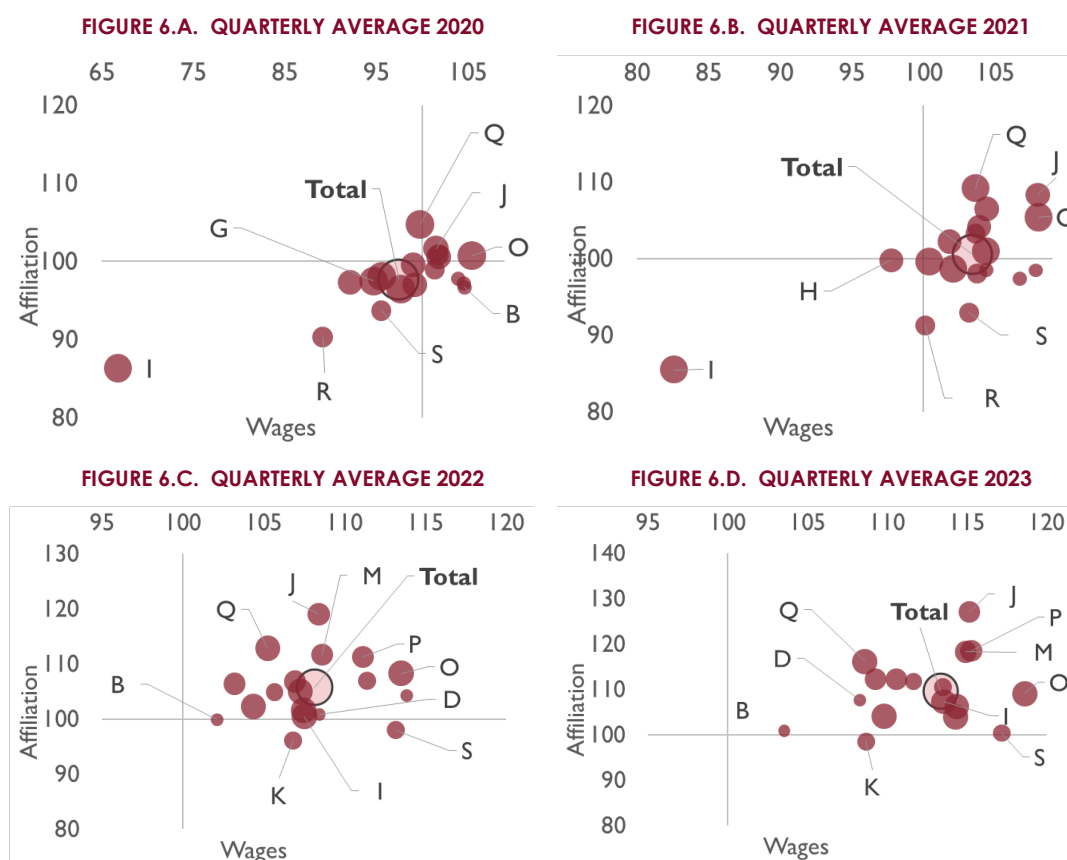 FIGURE 6.A. QUARTERLY AVERAGE 2020
65 75 85 95 105
120
110
100
90
80
Affiliation
Wages
Q
Total
J
G
O
B
S
R
I
FIGURE 6.B. QUARTERLY AVERAGE 2021
80 85 90 95 100 105
120
110
100
90
80
Affiliation
Wages
Q
J
Total
O
H
S
R
I
FIGURE 6.C. QUARTERLY AVERAGE 2022
95 100 105 110 115 120
130
120
110
100
90
80
Affiliation
Wages
J
M
Total
Q
P
O
B
D
S
K
I
FIGURE 6.D. QUARTERLY AVERAGE 2023
95 100 105 110 115 120
140
130
120
110
100
90
80
Affiliation
Wages
J
Q
Total
P
M
D
O
I
B
S
K